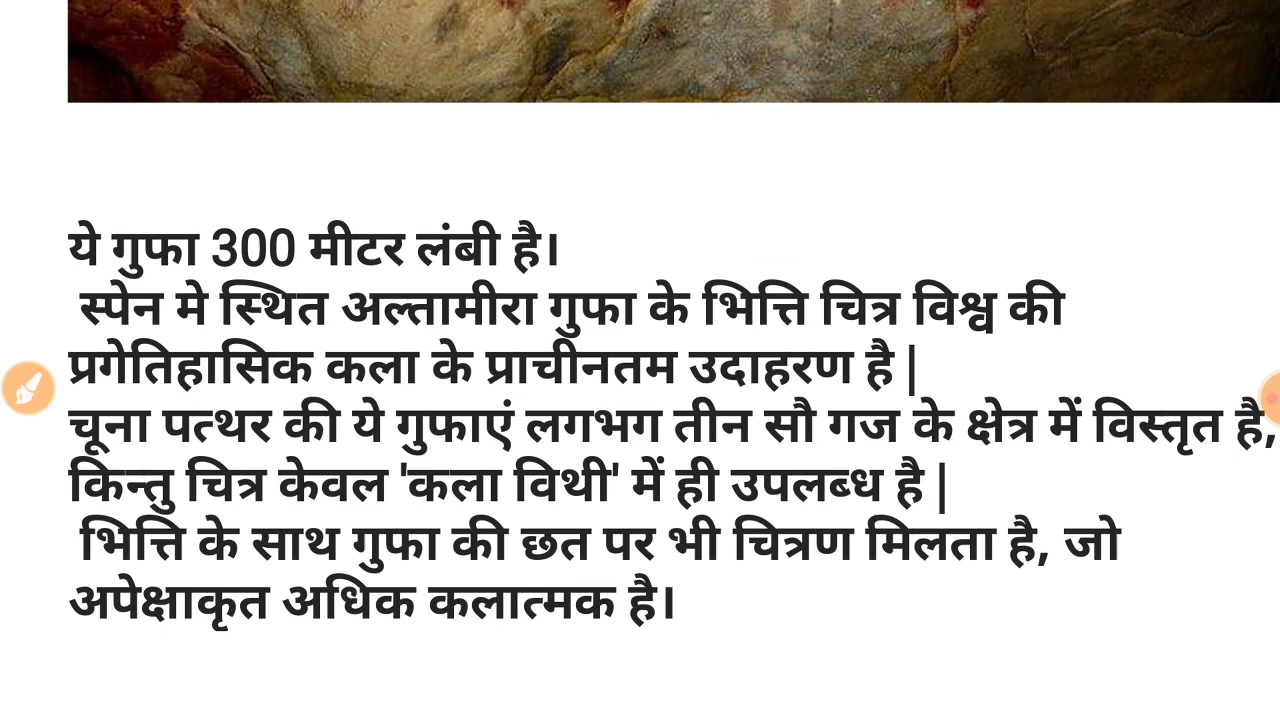 ये गुफा 300 मीटर लंबी है।
स्पेन मे स्थित अल्तामीरा गुफा के भित्ति चित्र विश्व की
प्रगेतिहासिक कला के प्राचीनतम उदाहरण है |
चूना पत्थर की ये गुफाएं लगभग तीन सौ गज के क्षेत्र में विस्तृत है,
किन्तु चित्र केवल 'कला विथी' में ही उपलब्ध है |
भित्ति के साथ गुफा की छत पर भी चित्रण मिलता है, जो
अपेक्षाकृत अधिक कलात्मक है।